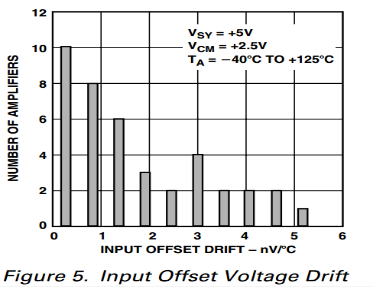 12
10
8
6
4
2
0
NUMBER OF AMPLIFIERS
VSY = +5V
VCM = +2.5V
TA = −40°C TO +125°C
0 1 2 3 4 5 6
INPUT OFFSET DRIFT – nV/°C
Figure 5. Input Offset Voltage Drift